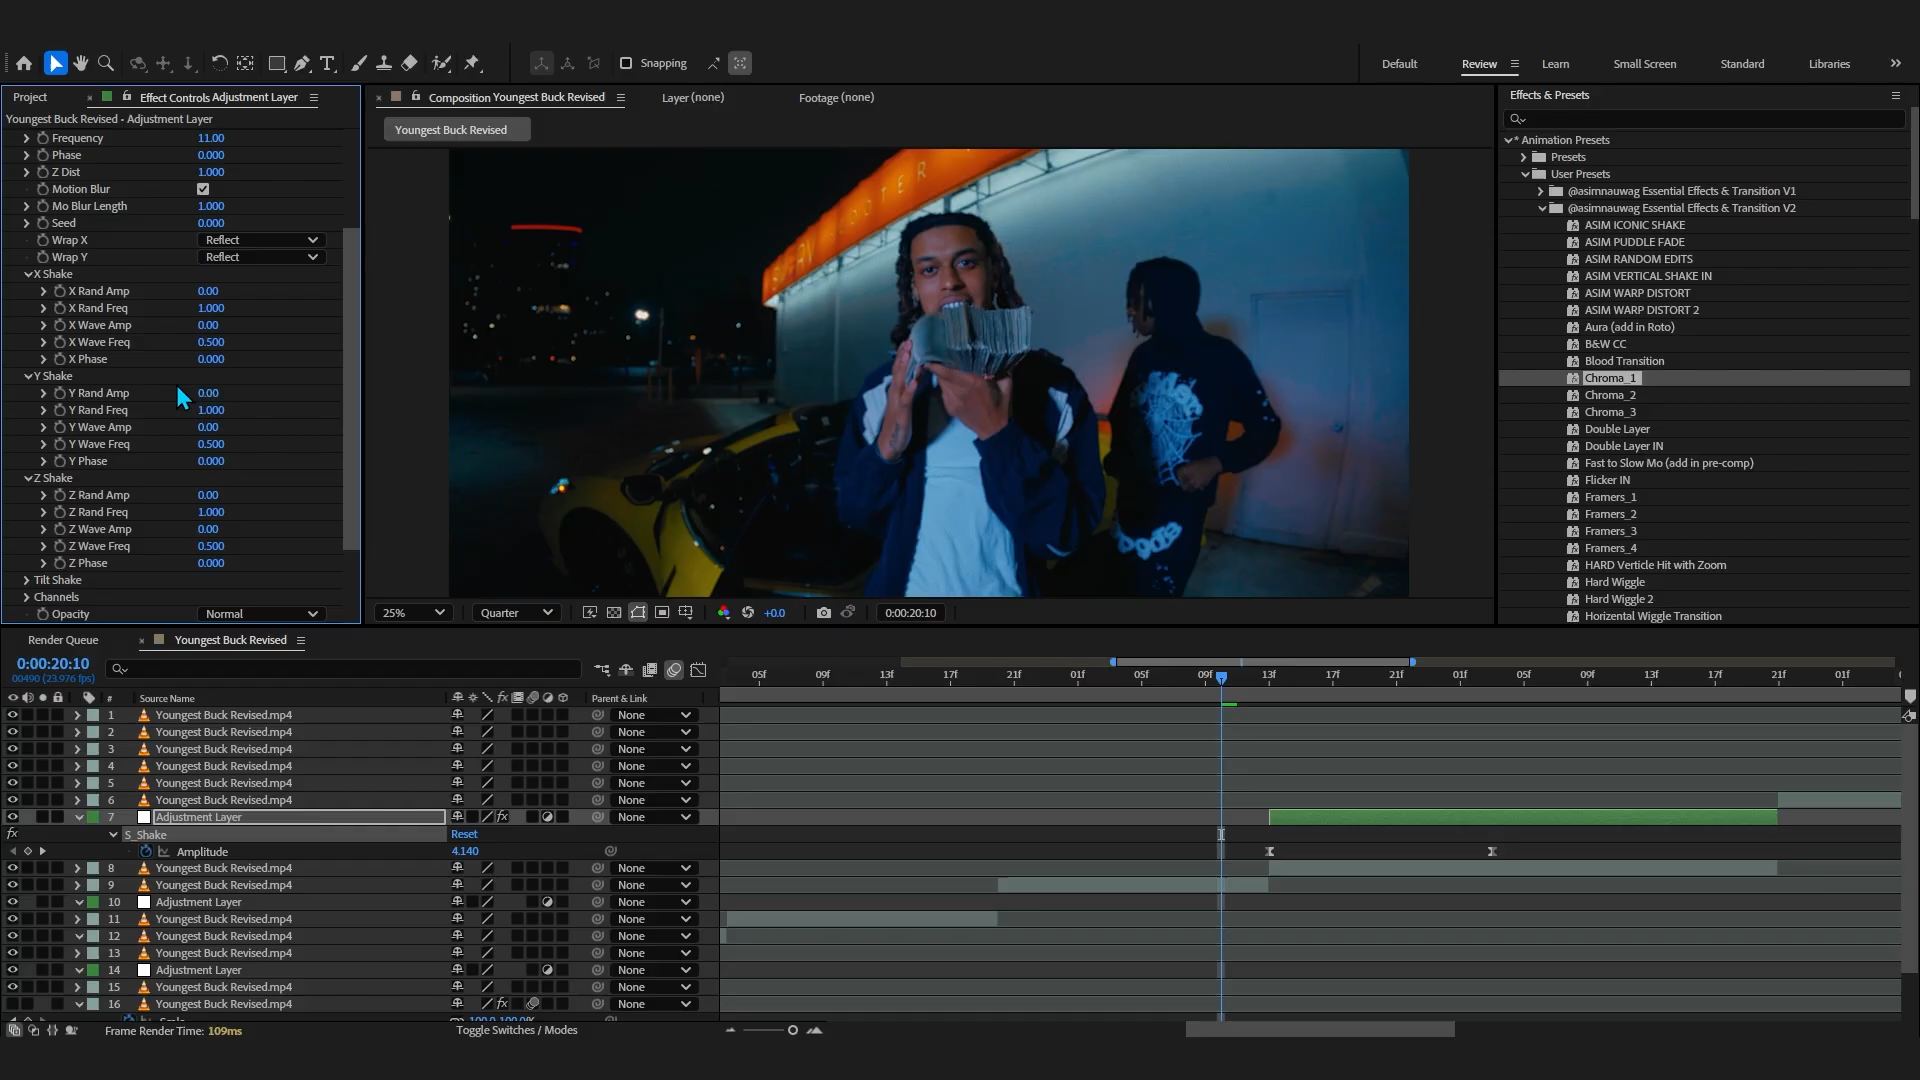 Snapping
Default
Review
Learn
Small Screen
Standard
Libraries
Project
Effect Controls Adjustment Layer
Composition Youngest Buck Revised
Layer (none)
Footage (none)
Effects & Presets
Youngest Buck Revised - Adjustment Layer
Youngest Buck Revised
Frequency 11.00
Phase 0.000
Z Dist 1.000
Motion Blur
Mo Blur Length 1.000
Seed 0.000
Wrap X Reflect
Wrap Y Reflect
X Shake
X Rand Amp 0.00
X Rand Freq 1.000
X Wave Amp 0.00
X Wave Freq 0.500
X Phase 0.000
Y Shake
Y Rand Amp 0.00
Y Rand Freq 1.000
Y Wave Amp 0.00
Y Wave Freq 0.500
Y Phase 0.000
Z Shake
Z Rand Amp 0.00
Z Rand Freq 1.000
Z Wave Amp 0.00
Z Wave Freq 0.500
Z Phase 0.000
Tilt Shake
Channels
Opacity Normal
25%
Quarter
+0.0
0:00:20:10
* Animation Presets
Presets
User Presets
@asimnauwag Essential Effects & Transition V1
@asimnauwag Essential Effects & Transition V2
ASIM ICONIC SHAKE
ASIM PUDDLE FADE
ASIM RANDOM EDITS
ASIM VERTICAL SHAKE IN
ASIM WARP DISTORT
ASIM WARP DISTORT 2
Aura (add in Roto)
B&W CC
Blood Transition
Chroma_1
Chroma_2
Chroma_3
Double Layer
Double Layer IN
Fast to Slow Mo (add in pre-comp)
Flicker IN
Framers_1
Framers_2
Framers_3
Framers_4
HARD Verticle Hit with Zoom
Hard Wiggle
Hard Wiggle 2
Horizental Wiggle Transition
Render Queue
Youngest Buck Revised
0:00:20:10
00490 (23.976 fps)
05f 09f 13f 17f 21f 01f 05f 09f 13f 17f 21f 01f 05f 09f 13f 17f 21f 01f
# Source Name fx Parent & Link
1 Youngest Buck Revised.mp4 None
2 Youngest Buck Revised.mp4 None
3 Youngest Buck Revised.mp4 None
4 Youngest Buck Revised.mp4 None
5 Youngest Buck Revised.mp4 None
6 Youngest Buck Revised.mp4 None
7 Adjustment Layer fx None
fx S_Shake Reset
Amplitude 4.140
8 Youngest Buck Revised.mp4 None
9 Youngest Buck Revised.mp4 None
10 Adjustment Layer None
11 Youngest Buck Revised.mp4 None
12 Youngest Buck Revised.mp4 None
13 Youngest Buck Revised.mp4 None
14 Adjustment Layer None
15 Youngest Buck Revised.mp4 None
16 Youngest Buck Revised.mp4 fx None
Frame Render Time: 109ms
Toggle Switches / Modes